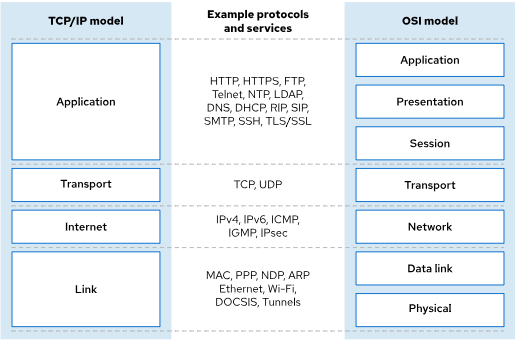 TCP/IP model
Example protocols
and services
OSI model
Application
HTTP, HTTPS, FTP,
Telnet, NTP, LDAP,
DNS, DHCP, RIP, SIP,
SMTP, SSH, TLS/SSL
Application
Presentation
Session
Transport
TCP, UDP
Transport
Internet
IPv4, IPv6, ICMP,
IGMP, IPsec
Network
Link
MAC, PPP, NDP, ARP
Ethernet, Wi-Fi,
DOCSIS, Tunnels
Data link
Physical